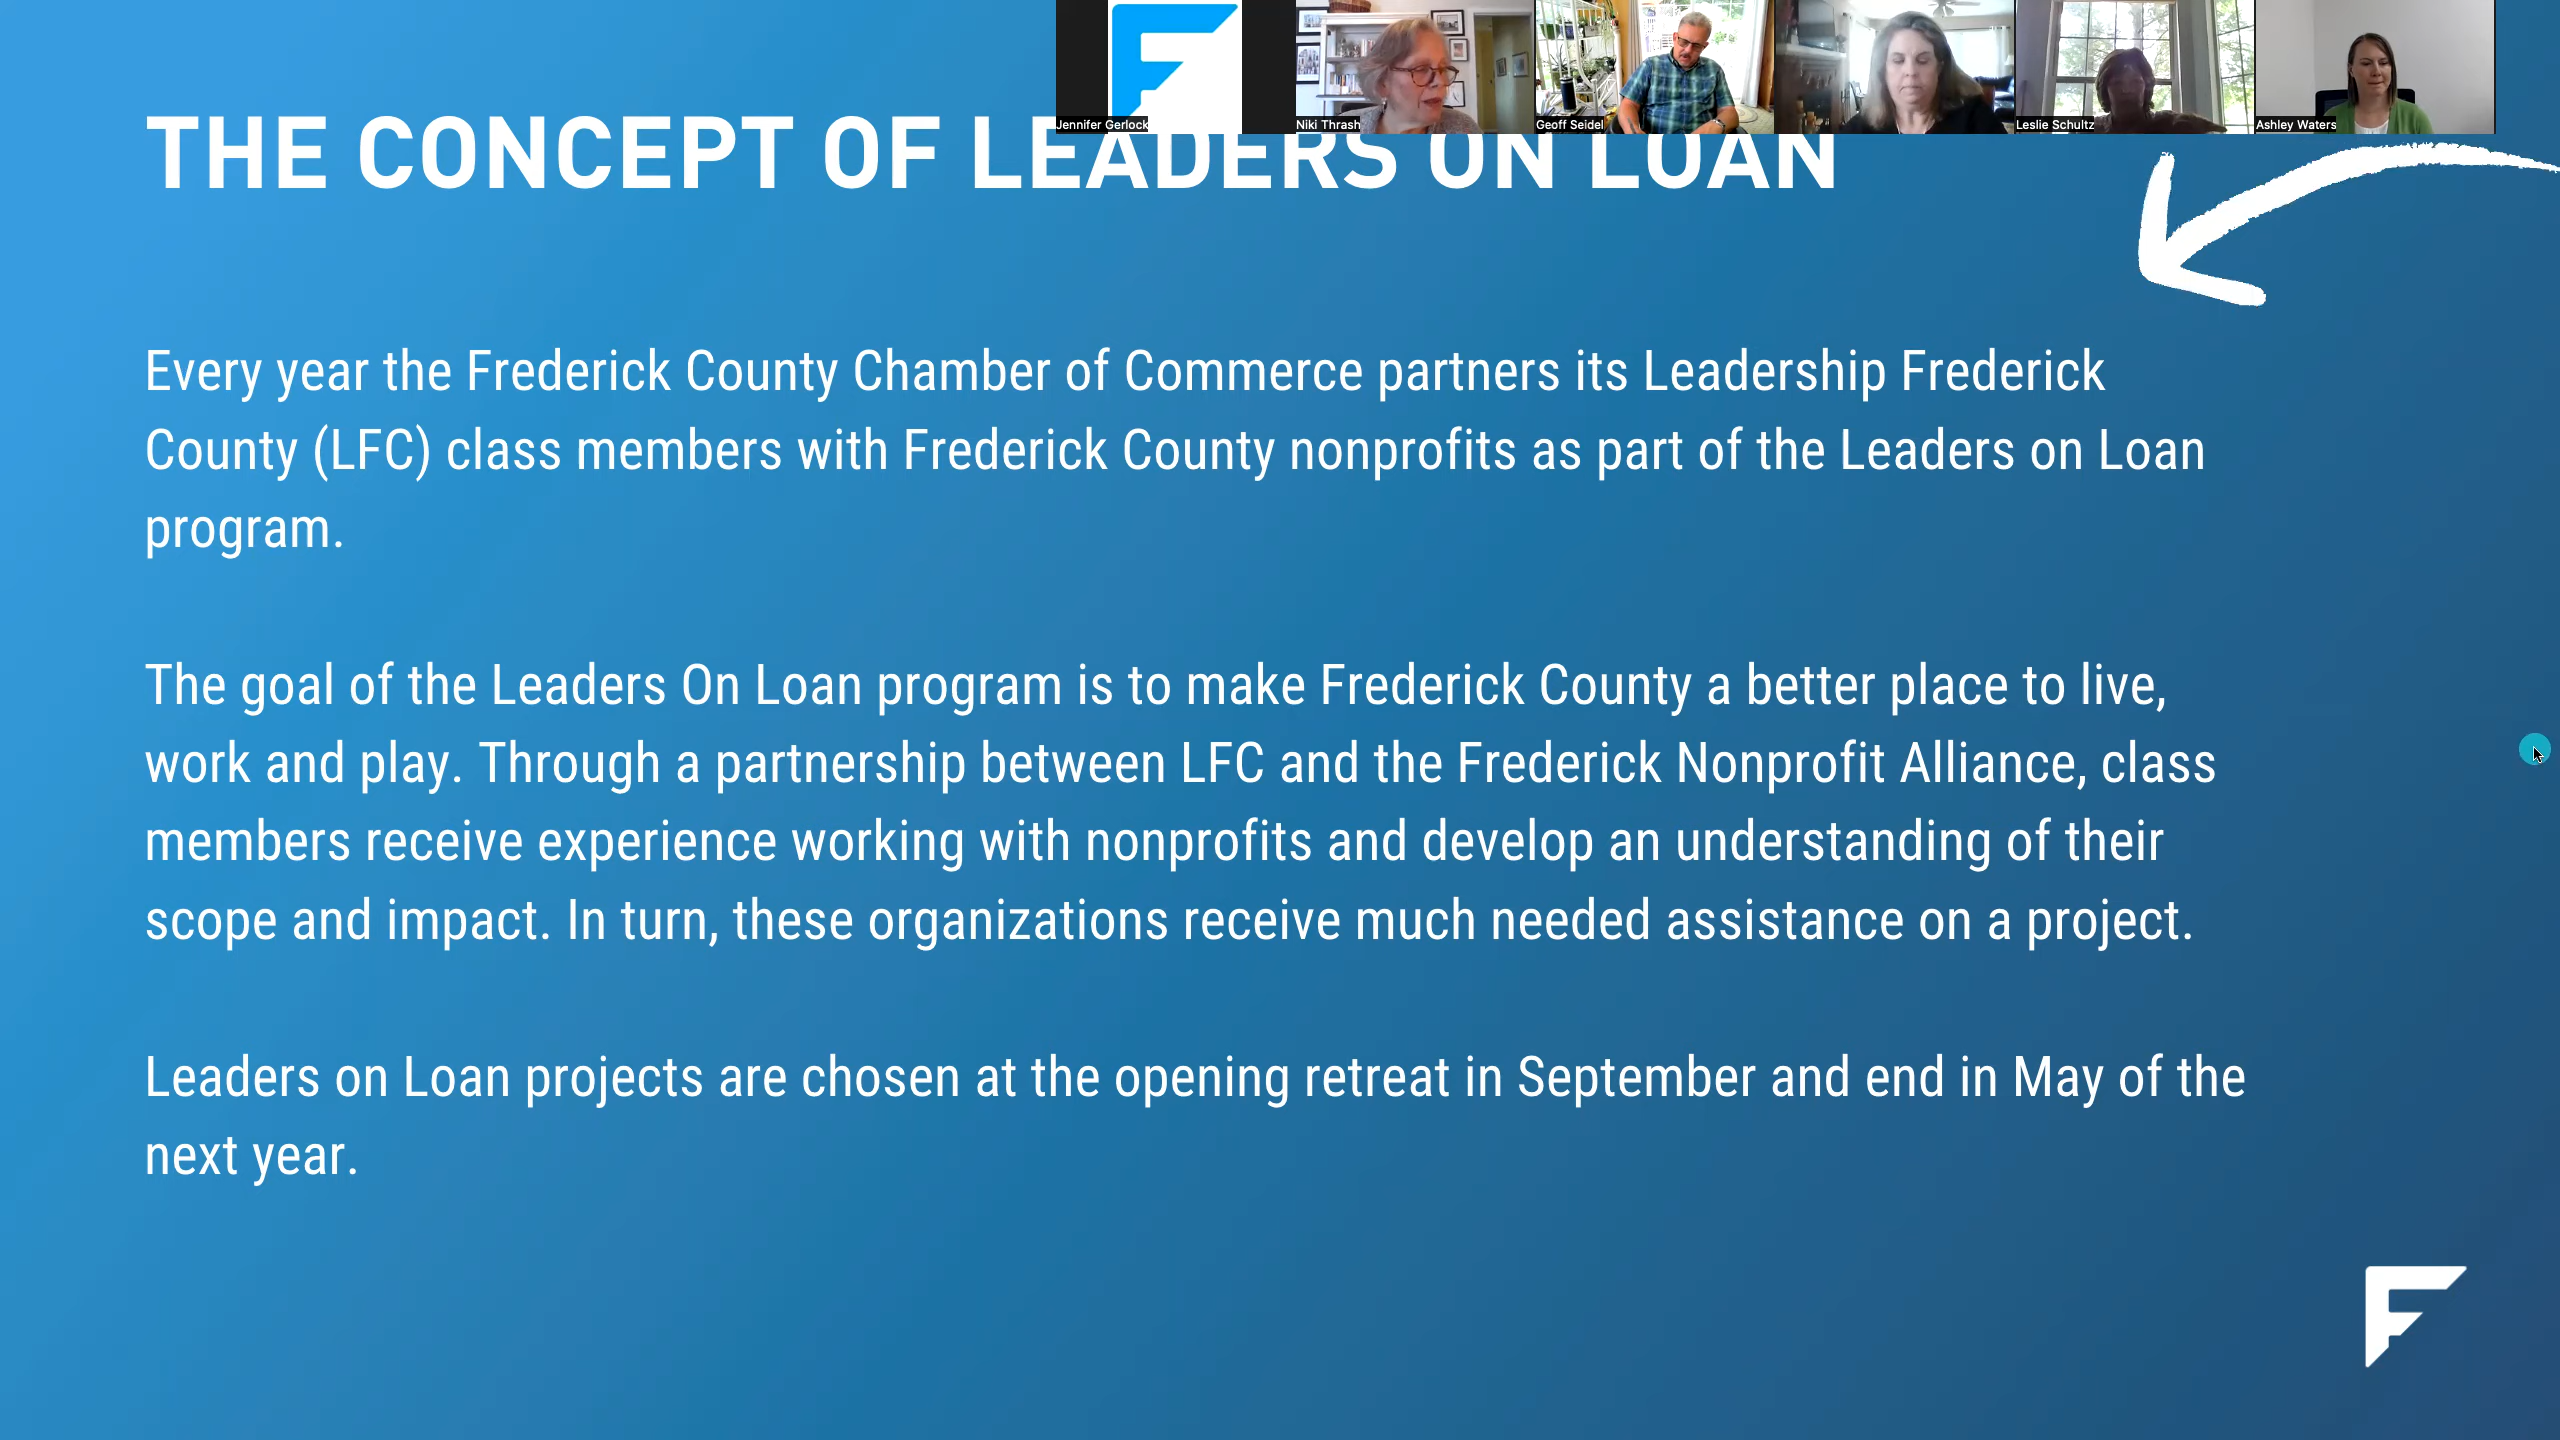 Jennifer Gerlock
Niki Thrash
Geoff Seidel
Leslie Schultz
Ashley Waters
THE CONCEPT OF LEADERS ON LOAN
Every year the Frederick County Chamber of Commerce partners its Leadership Frederick
County (LFC) class members with Frederick County nonprofits as part of the Leaders on Loan
program.
The goal of the Leaders On Loan program is to make Frederick County a better place to live,
work and play. Through a partnership between LFC and the Frederick Nonprofit Alliance, class
members receive experience working with nonprofits and develop an understanding of their
scope and impact. In turn, these organizations receive much needed assistance on a project.
Leaders on Loan projects are chosen at the opening retreat in September and end in May of the
next year.